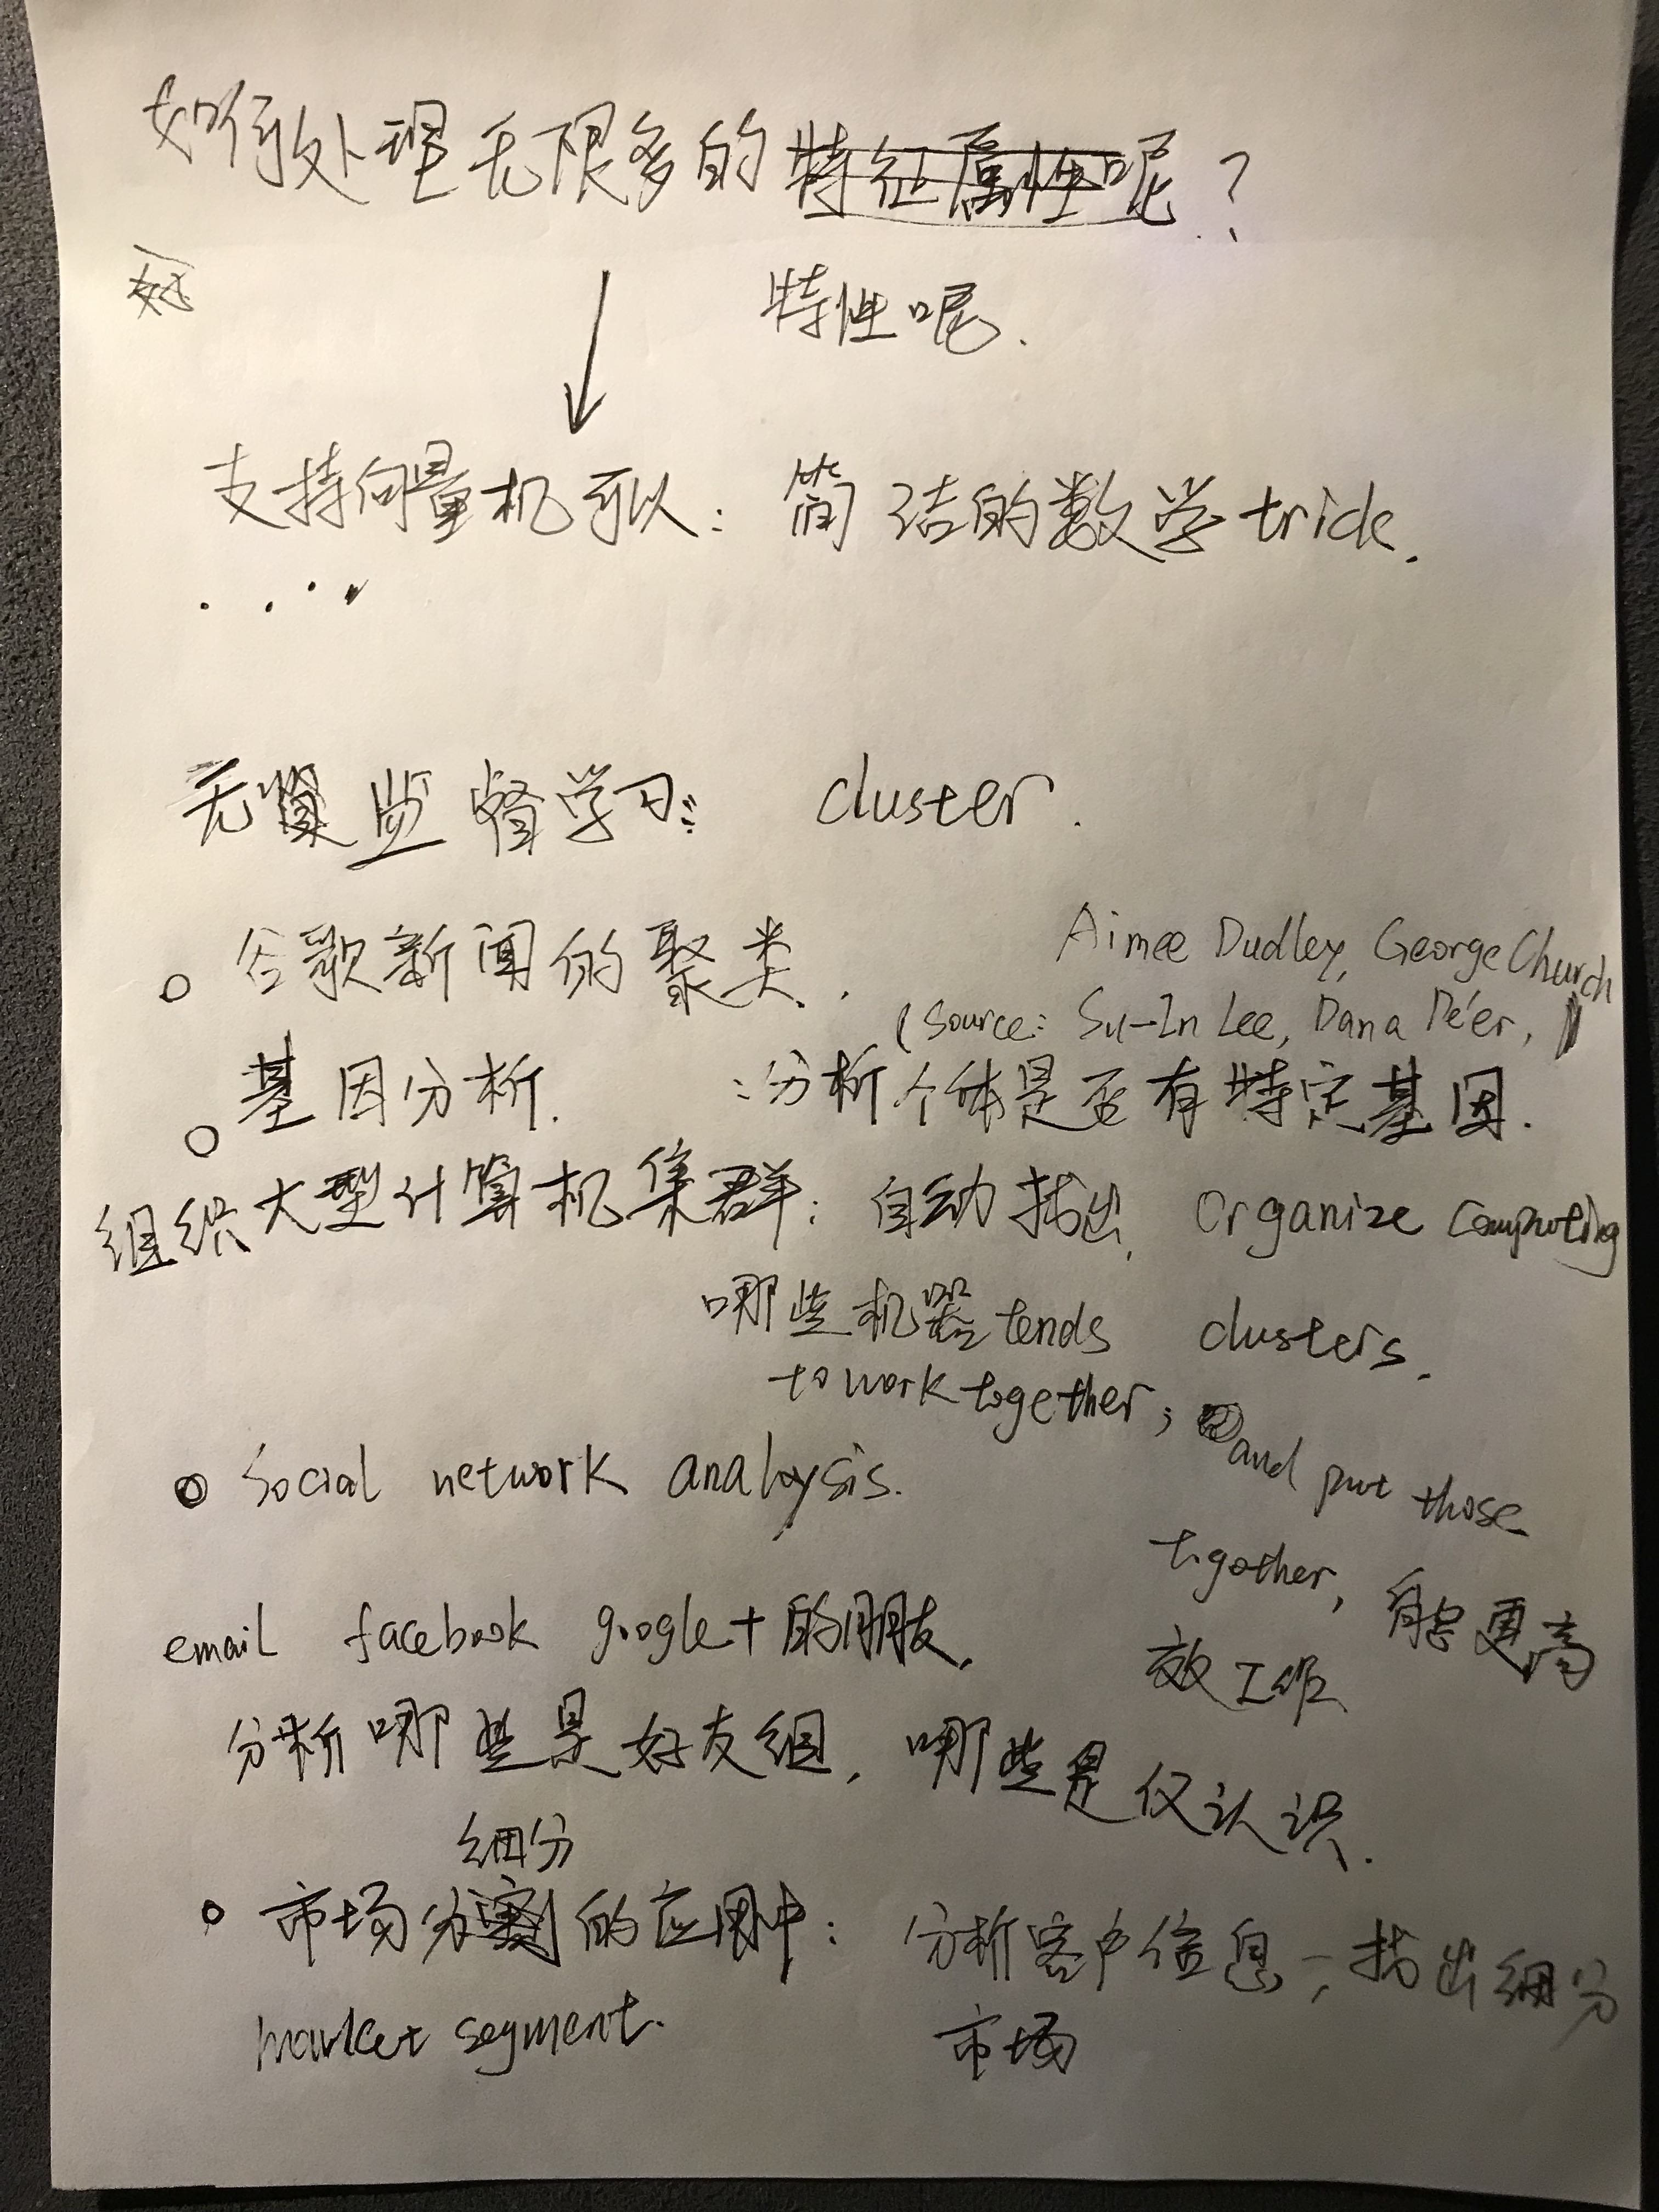 如何处理无限多的特征属性呢?
特性呢.
支持向量机可以: 简洁的数学trick.
....
无监督学习: cluster.
谷歌新闻的聚类.
Aimee Dudley, George Church
(Source: Su-In Lee, Dana Pe'er,
基因分析. :分析个体是否有特定基因.
组织大型计算机集群: 自动找出 Organize Computing
哪些机器tends clusters.
to work together; and put those
Social network analysis.
together, 能更高
email facebook google+的朋友.
效工作
分析哪些是好友组, 哪些是仅认识.
细分
市场分割的应用中: 分析客户信息, 找出细分
market segment. 市场